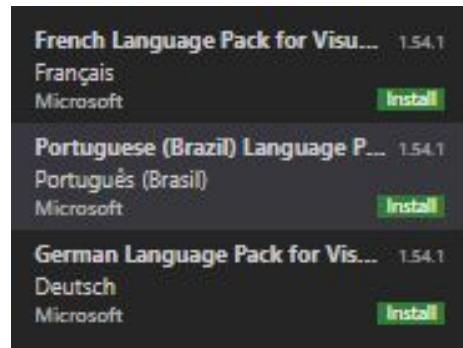 French Language Pack for Visu... 1.54.1
Français
Microsoft Install
Portuguese (Brazil) Language P... 1.54.1
Português (Brasil)
Microsoft Install
German Language Pack for Vis... 1.54.1
Deutsch
Microsoft Install